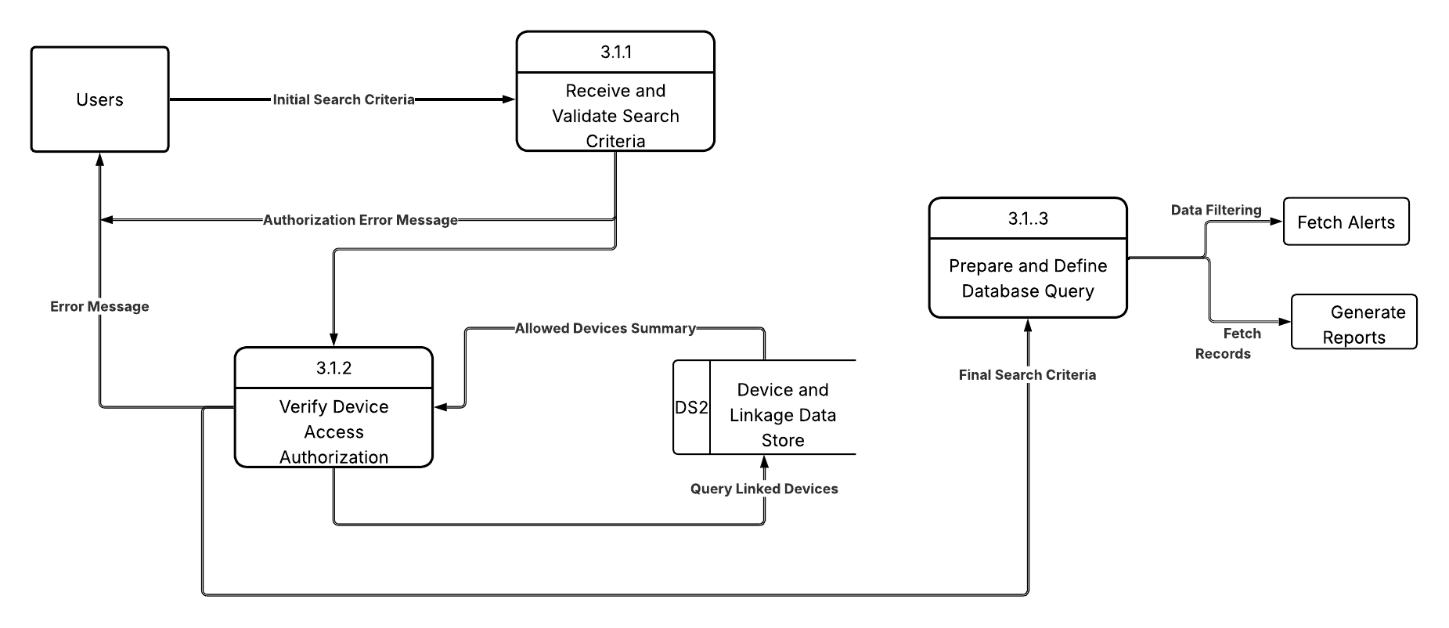 Users
Initial Search Criteria
3.1.1
Receive and
Validate Search
Criteria
Authorization Error Message
Error Message
3.1.2
Verify Device
Access
Authorization
Allowed Devices Summary
DS2
Device and
Linkage Data
Store
Query Linked Devices
3.1..3
Prepare and Define
Database Query
Final Search Criteria
Data Filtering
Fetch Alerts
Generate
Reports
Fetch
Records